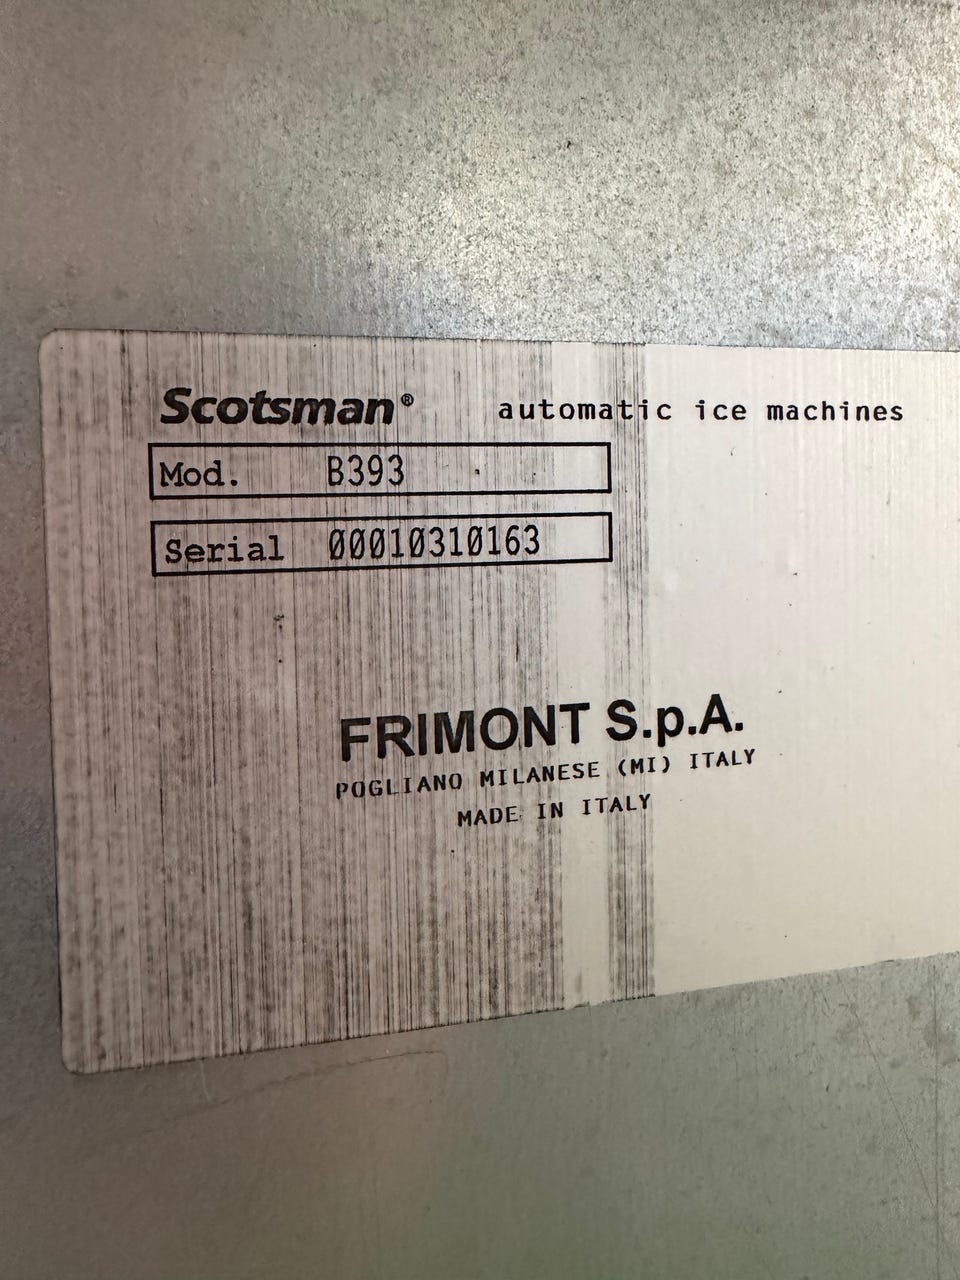 Scotsman® automatic ice machines
Mod. B393
Serial 00010310163
FRIMONT S.p.A.
POGLIANO MILANESE (MI) ITALY
MADE IN ITALY